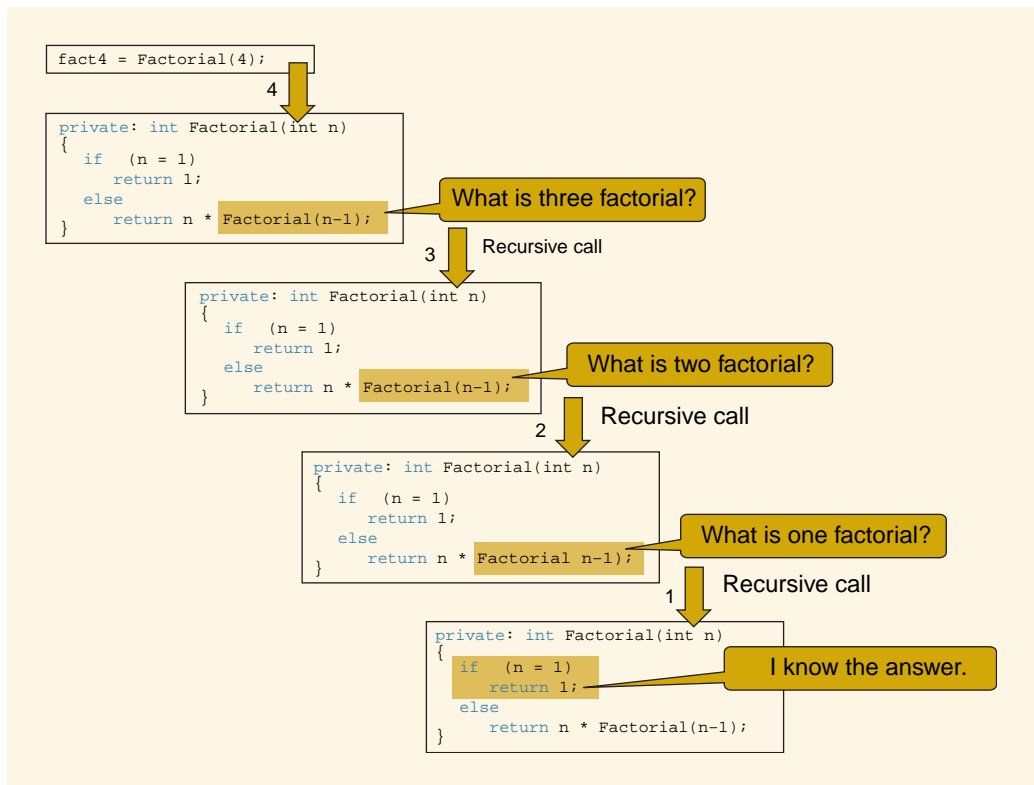 fact4 = Factorial(4);
4
private: int Factorial(int n)
{
if (n = 1)
return 1;
else
return n * Factorial(n-1);
}
What is three factorial?
3
Recursive call
private: int Factorial(int n)
{
if (n = 1)
return 1;
else
return n * Factorial(n-1);
}
What is two factorial?
2
Recursive call
private: int Factorial(int n)
{
if (n = 1)
return 1;
else
return n * Factorial n-1);
}
What is one factorial?
1
Recursive call
private: int Factorial(int n)
{
if (n = 1)
return 1;
else
return n * Factorial(n-1);
}
I know the answer.